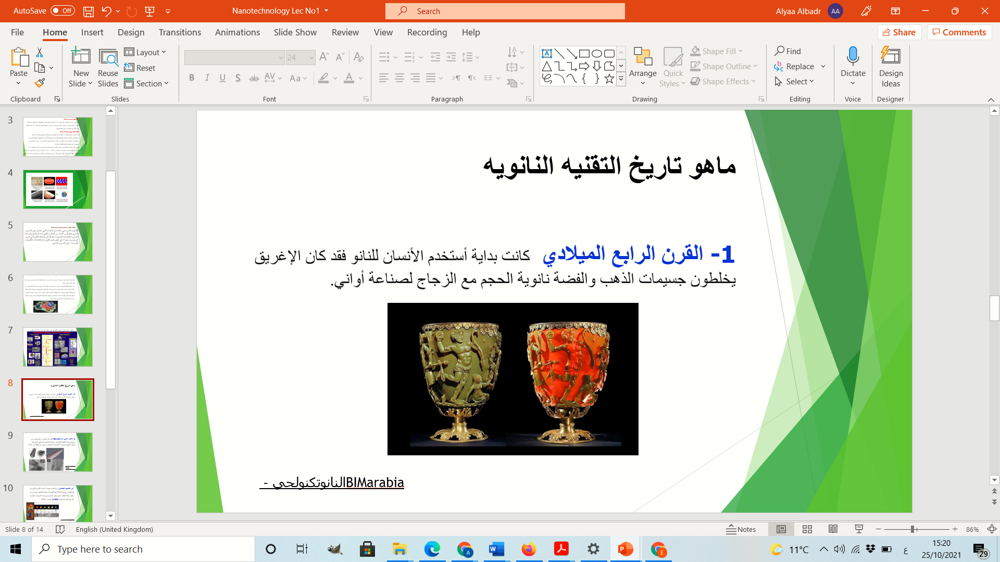 AutoSave Off
Nanotechnology Lec No1
Search
Alyaa Albadr AA
File Home Insert Design Transitions Animations Slide Show Review View Recording Help
Share Comments
Paste
Clipboard
New Slide
Reuse Slides
Layout
Reset
Section
Slides
24
Font
Paragraph
Arrange
Quick Styles
Shape Fill
Shape Outline
Shape Effects
Drawing
Find
Replace
Select
Editing
Dictate
Voice
Design Ideas
Designer
3
4
5
6
7
8
9
10
ماهو تاريخ التقنيه النانويه
1- القرن الرابع الميلادي كانت بداية أستخدم الأنسان للنانو فقد كان الإغريق
يخلطون جسيمات الذهب والفضة نانوية الحجم مع الزجاج لصناعة أواني.
النانوتكنولجي - BIMarabia
Slide 8 of 14
English (United Kingdom)
Notes
86%
Type here to search
11°C
ع
15:20
25/10/2021
29